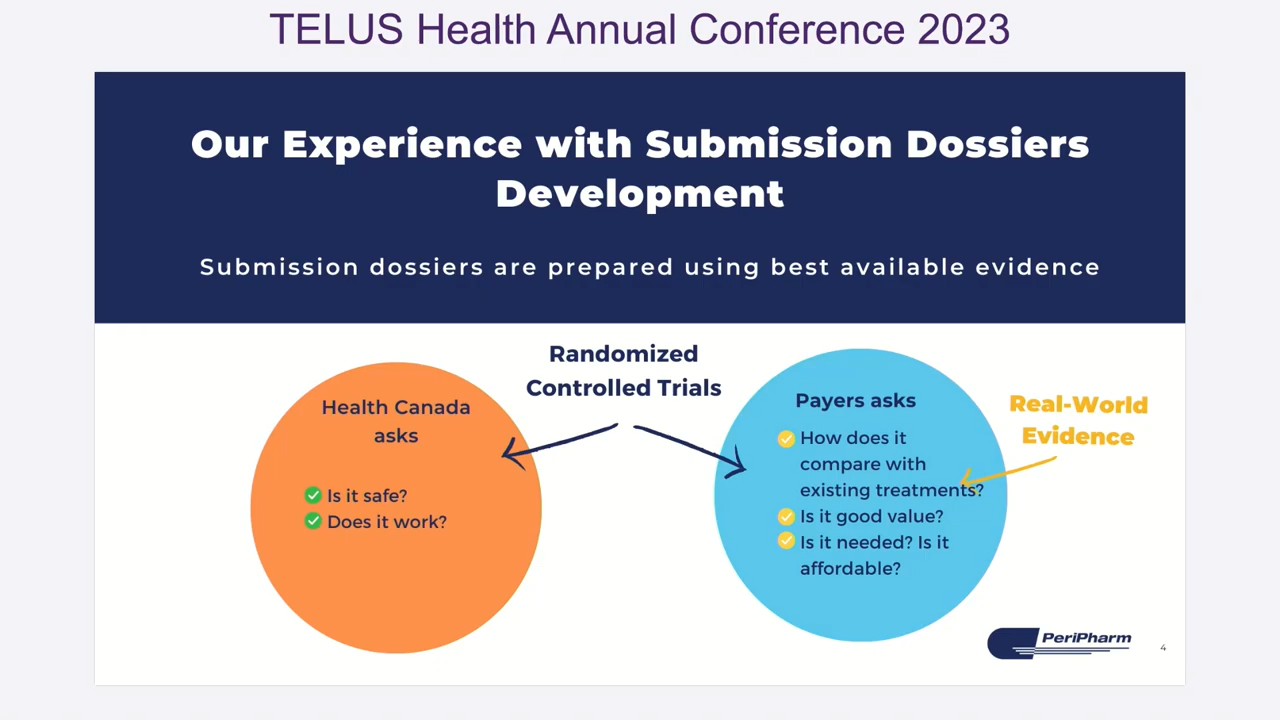 TELUS Health Annual Conference 2023
Our Experience with Submission Dossiers
Development
Submission dossiers are prepared using best available evidence
Randomized
Controlled Trials
Health Canada
asks
Is it safe?
Does it work?
Payers asks
How does it
compare with
existing treatments?
Is it good value?
Is it needed? Is it
affordable?
Real-World
Evidence
PeriPharm
4